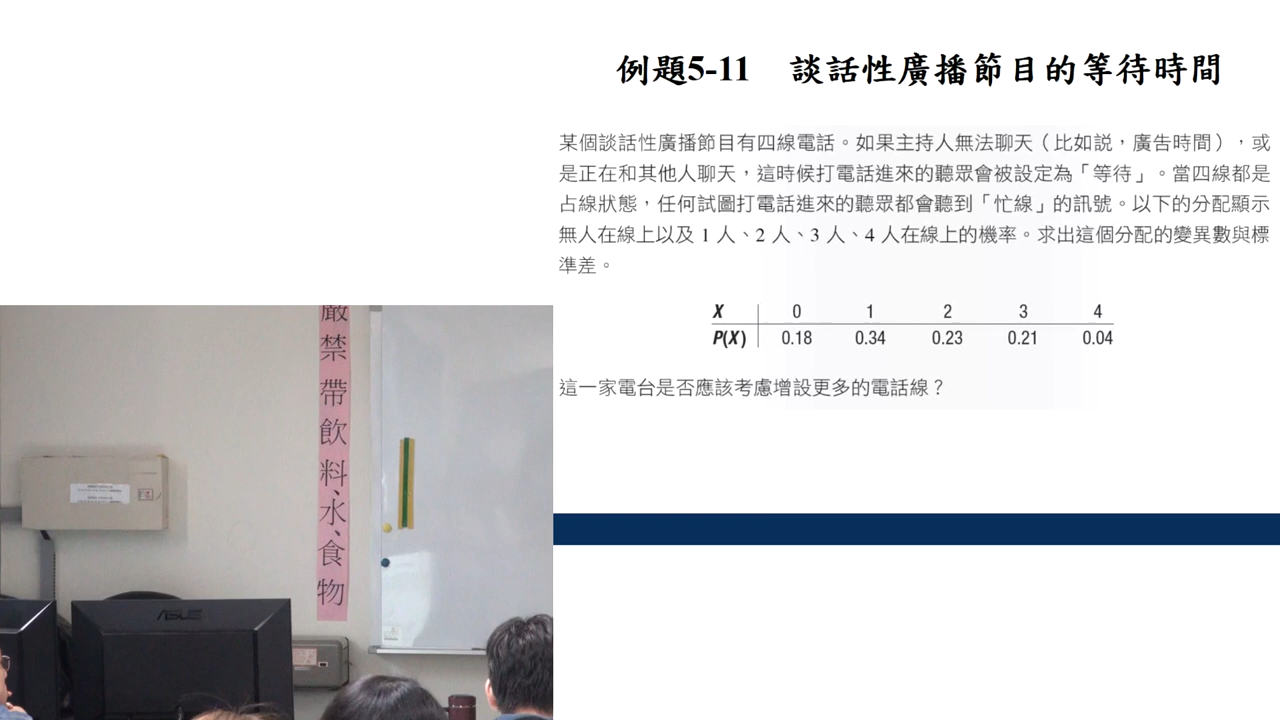 例題5-11 談話性廣播節目的等待時間
某個談話性廣播節目有四線電話。如果主持人無法聊天（比如説，廣告時間），或
是正在和其他人聊天，這時候打電話進來的聽眾會被設定為「等待」。當四線都是
占線狀態，任何試圖打電話進來的聽眾都會聽到「忙線」的訊號。以下的分配顯示
無人在線上以及 1 人、2 人、3 人、4 人在線上的機率。求出這個分配的變異數與標
準差。
X 0 1 2 3 4
P(X) 0.18 0.34 0.23 0.21 0.04
這一家電台是否應該考慮增設更多的電話線？
嚴禁帶飲料、水、食物
ASUS